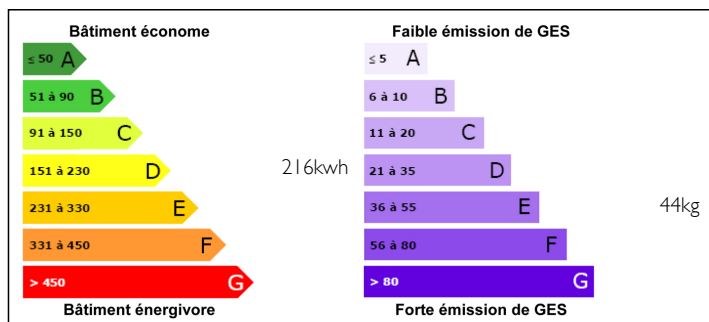 Bâtiment économe
≤ 50 A
51 à 90 B
91 à 150 C
151 à 230 D
216kwh
231 à 330 E
331 à 450 F
> 450 G
Bâtiment énergivore
Faible émission de GES
≤ 5 A
6 à 10 B
11 à 20 C
21 à 35 D
36 à 55 E
44kg
56 à 80 F
> 80 G
Forte émission de GES